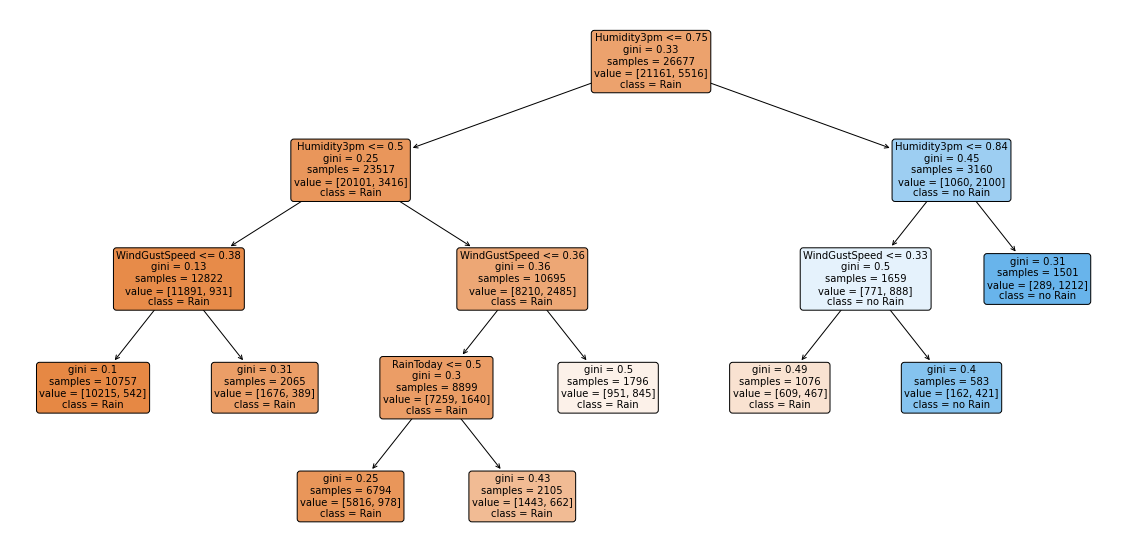 Humidity3pm <= 0.75
gini = 0.33
samples = 26677
value = [21161, 5516]
class = Rain
Humidity3pm <= 0.5
gini = 0.25
samples = 23517
value = [20101, 3416]
class = Rain
Humidity3pm <= 0.84
gini = 0.45
samples = 3160
value = [1060, 2100]
class = no Rain
WindGustSpeed <= 0.38
gini = 0.13
samples = 12822
value = [11891, 931]
class = Rain
WindGustSpeed <= 0.36
gini = 0.36
samples = 10695
value = [8210, 2485]
class = Rain
WindGustSpeed <= 0.33
gini = 0.5
samples = 1659
value = [771, 888]
class = no Rain
gini = 0.31
samples = 1501
value = [289, 1212]
class = no Rain
gini = 0.1
samples = 10757
value = [10215, 542]
class = Rain
gini = 0.31
samples = 2065
value = [1676, 389]
class = Rain
RainToday <= 0.5
gini = 0.3
samples = 8899
value = [7259, 1640]
class = Rain
gini = 0.5
samples = 1796
value = [951, 845]
class = Rain
gini = 0.49
samples = 1076
value = [609, 467]
class = Rain
gini = 0.4
samples = 583
value = [162, 421]
class = no Rain
gini = 0.25
samples = 6794
value = [5816, 978]
class = Rain
gini = 0.43
samples = 2105
value = [1443, 662]
class = Rain